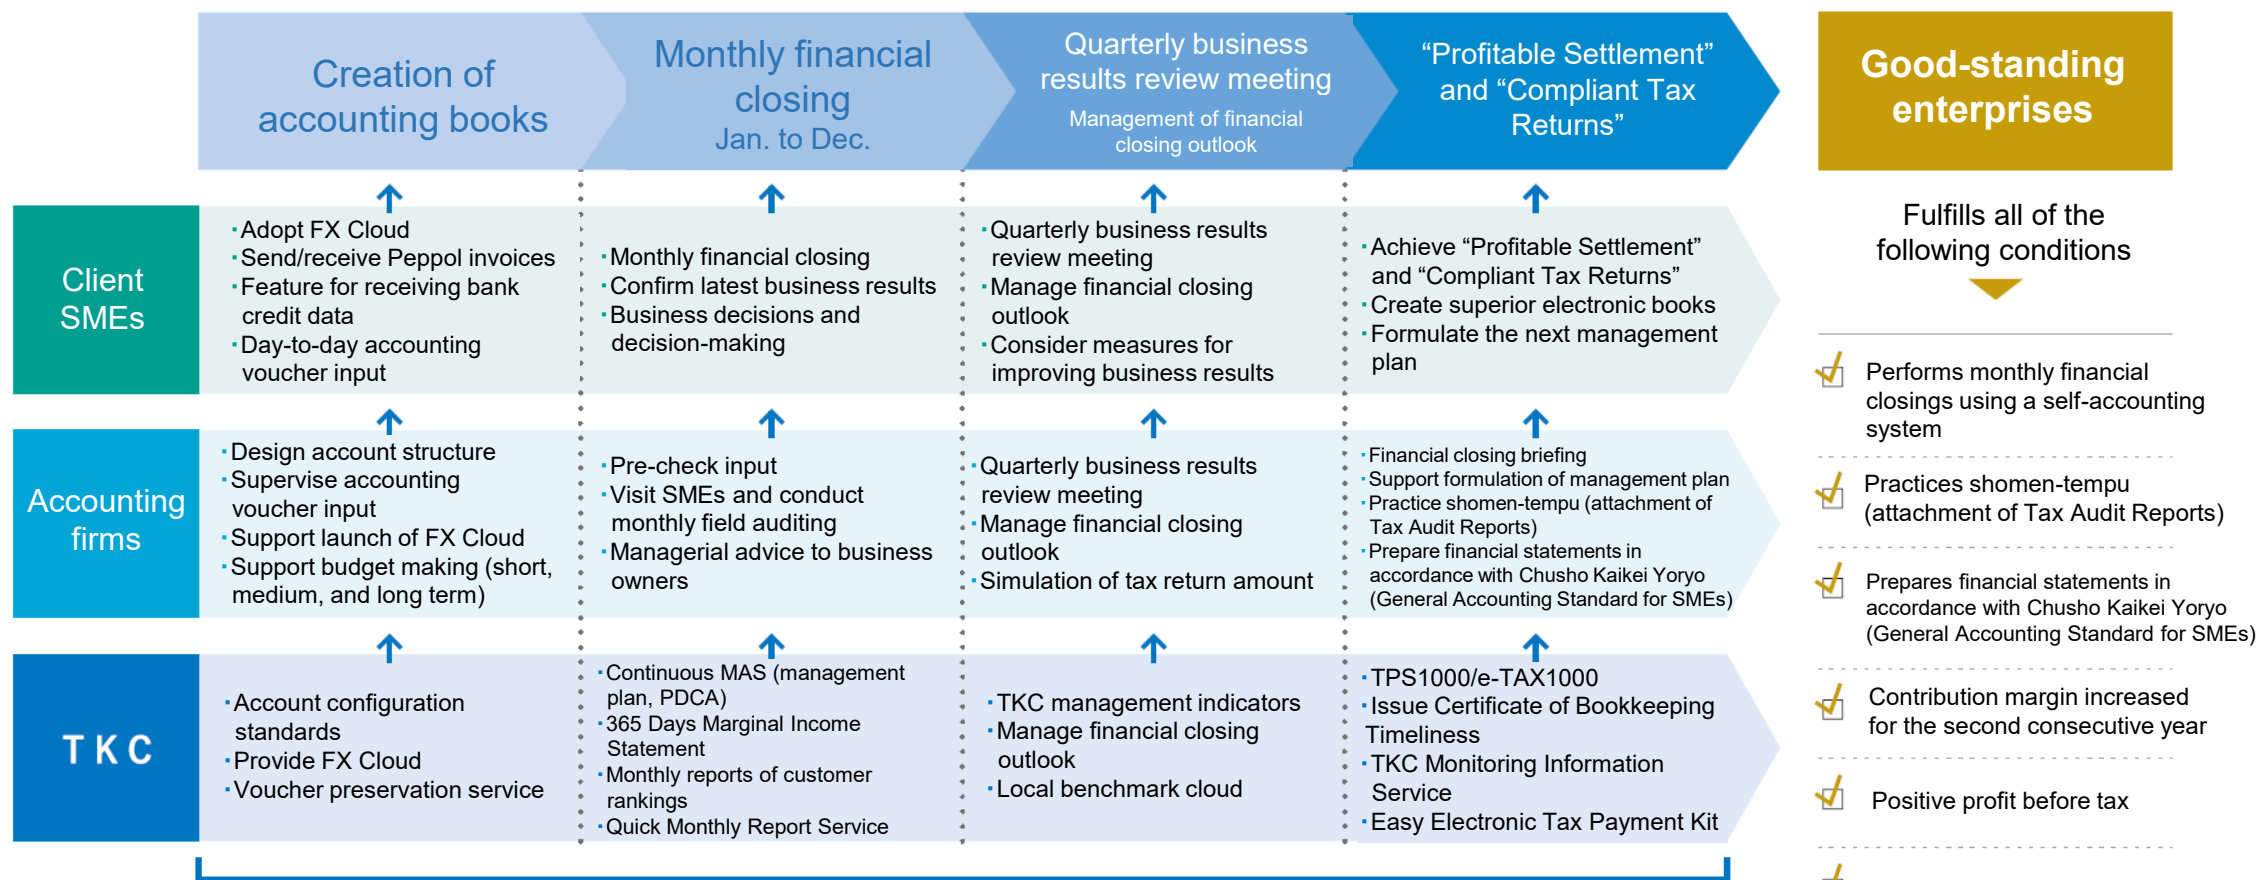 Creation of
accounting books
Monthly financial
closing
Jan. to Dec.
Quarterly business
results review meeting
Management of financial
closing outlook
“Profitable Settlement”
and “Compliant Tax
Returns”
Good-standing
enterprises
Client
SMEs
・Adopt FX Cloud
・Send/receive Peppol invoices
・Feature for receiving bank
credit data
・Day-to-day accounting
voucher input
・Monthly financial closing
・Confirm latest business results
・Business decisions and
decision-making
・Quarterly business results
review meeting
・Manage financial closing
outlook
・Consider measures for
improving business results
・Achieve “Profitable Settlement”
and “Compliant Tax Returns”
・Create superior electronic books
・Formulate the next management
plan
Accounting
firms
・Design account structure
・Supervise accounting
voucher input
・Support launch of FX Cloud
・Support budget making (short,
medium, and long term)
・Pre-check input
・Visit SMEs and conduct
monthly field auditing
・Managerial advice to business
owners
・Quarterly business results
review meeting
・Manage financial closing
outlook
・Simulation of tax return amount
・Financial closing briefing
・Support formulation of management plan
・Practice shomen-tempu (attachment of
Tax Audit Reports)
・Prepare financial statements in
accordance with Chusho Kaikei Yoryo
(General Accounting Standard for SMEs)
TKC
・Account configuration
standards
・Provide FX Cloud
・Voucher preservation service
・Continuous MAS (management
plan, PDCA)
・365 Days Marginal Income
Statement
・Monthly reports of customer
rankings
・Quick Monthly Report Service
・TKC management indicators
・Manage financial closing
outlook
・Local benchmark cloud
・TPS1000/e-TAX1000
・Issue Certificate of Bookkeeping
Timeliness
・TKC Monitoring Information
Service
・Easy Electronic Tax Payment Kit
Fulfills all of the
following conditions
Performs monthly financial
closings using a self-accounting
system
Practices shomen-tempu
(attachment of Tax Audit Reports)
Prepares financial statements in
accordance with Chusho Kaikei Yoryo
(General Accounting Standard for SMEs)
Contribution margin increased
for the second consecutive year
Positive profit before tax